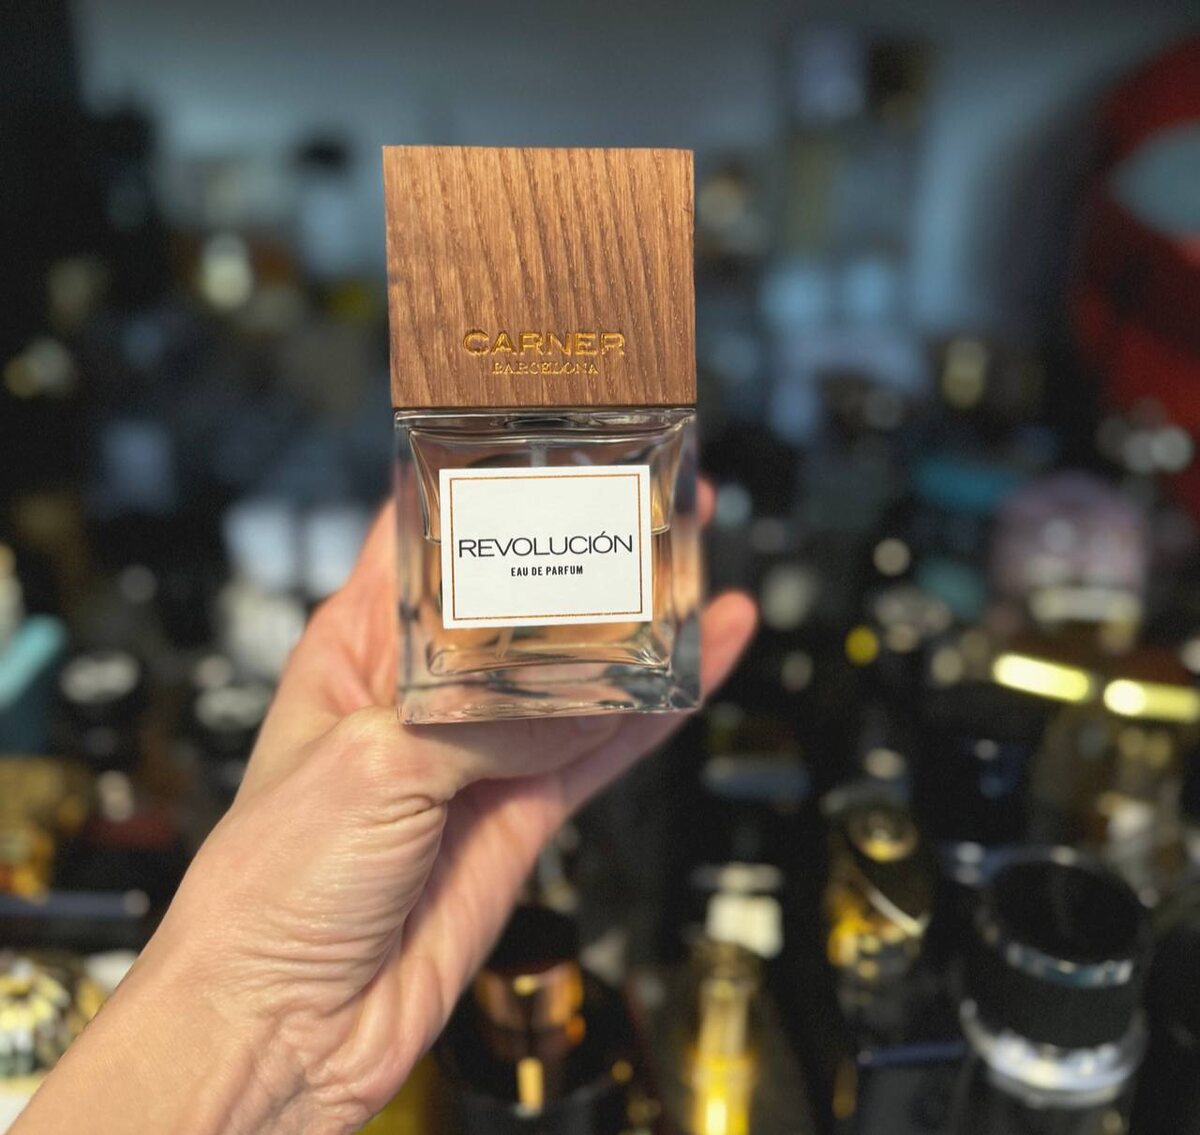 CARNER
BARCELONA
REVOLUCIÓN
EAU DE PARFUM